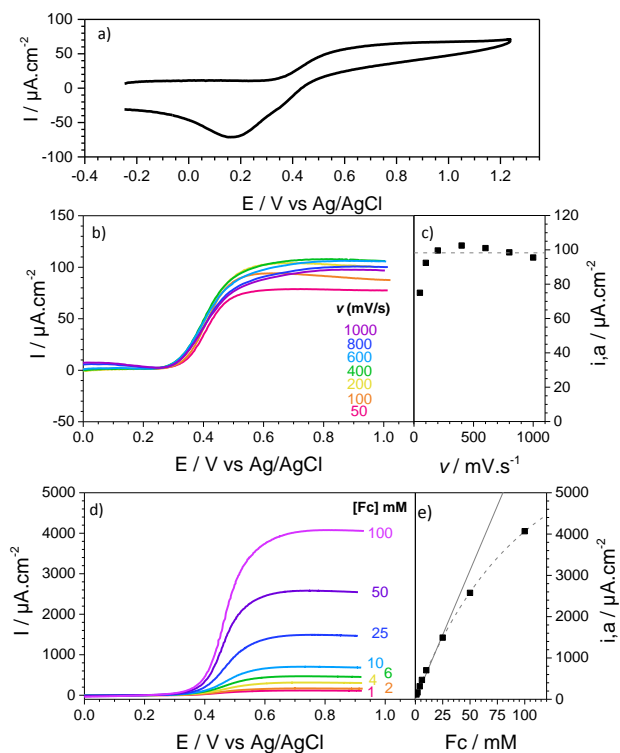 a)
I / µA.cm⁻²
100
50
0
-50
-100
-0.4 -0.2 0.0 0.2 0.4 0.6 0.8 1.0 1.2
E / V vs Ag/AgCl
b)
I / µA.cm⁻²
150
100
50
0
-50
v (mV/s)
1000
800
600
400
200
100
50
0.0 0.2 0.4 0.6 0.8 1.0
E / V vs Ag/AgCl
c)
120
100
80
60
40
20
0
i,a / µA.cm⁻²
0 500 1000
v / mV.s⁻¹
d)
I / µA.cm⁻²
5000
4000
3000
2000
1000
0
[Fc] mM
100
50
25
10
6
4
2
1
0.0 0.2 0.4 0.6 0.8 1.0
E / V vs Ag/AgCl
e)
5000
4000
3000
2000
1000
0
i,a / µA.cm⁻²
0 25 50 75 100
Fc / mM